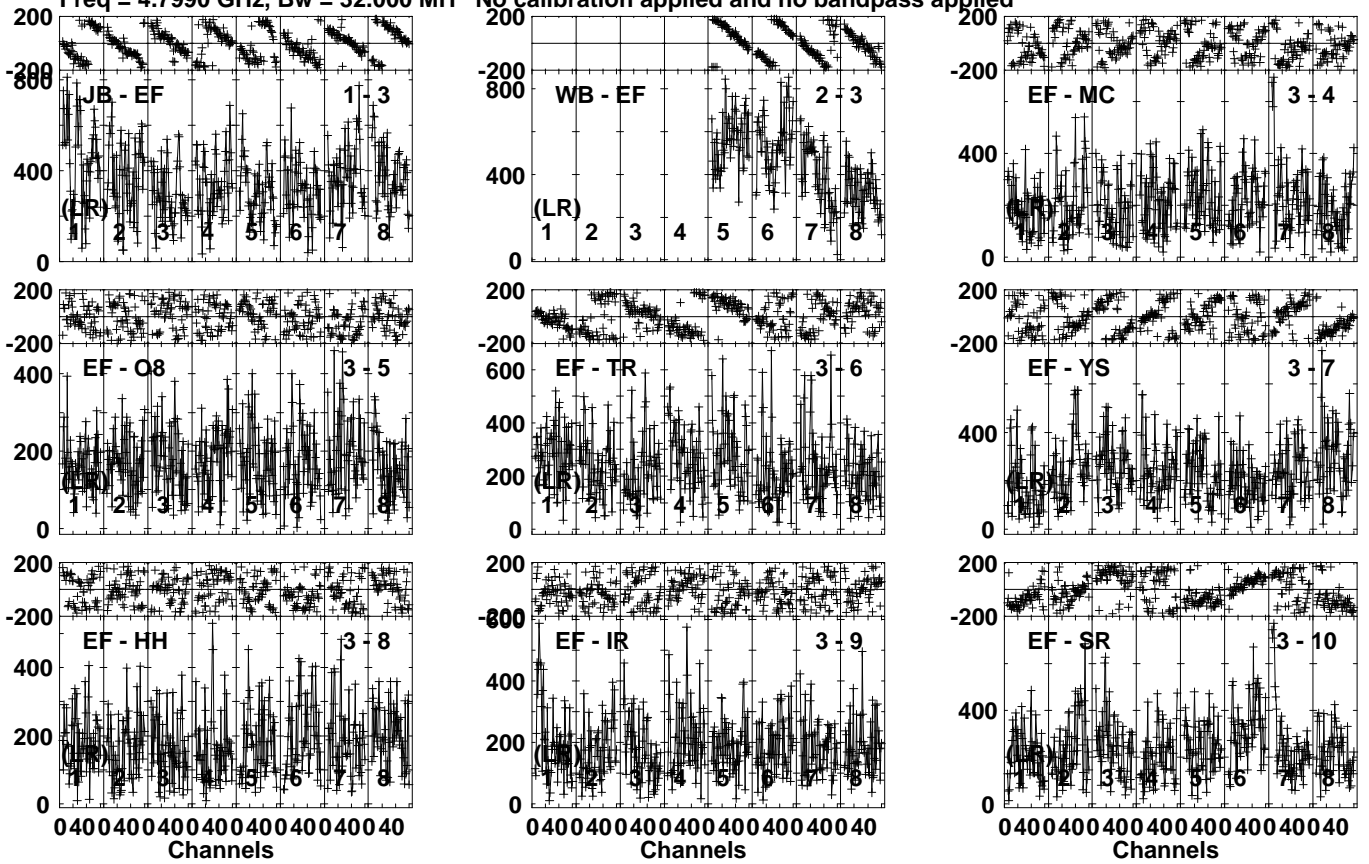 Freq = 4.7990 GHz, Bw = 32.000 MH No calibration applied and no bandpass applied
200 200 200
-200 -200 -200
800 JB - EF 1 - 3 800 WB - EF 2 - 3 EF - MC 3 - 4
400 400 400
(LR) (LR) (LR)
1 2 3 4 5 6 7 8 1 2 3 4 5 6 7 8 1 2 3 4 5 6 7 8
0 0 0
200 200 200
-200 -200 -200
EF - O8 3 - 5 EF - TR 3 - 6 EF - YS 3 - 7
400 600 400
200 400
200
(LR) (LR) (LR)
1 2 3 4 5 6 7 8 1 2 3 4 5 6 7 8 1 2 3 4 5 6 7 8
0 0 0
200 200 200
-200 -200 -200
EF - HH 3 - 8 600 EF - IR 3 - 9 EF - SR 3 - 10
400 400 400
200 200
(LR) (LR) (LR)
1 2 3 4 5 6 7 8 1 2 3 4 5 6 7 8 1 2 3 4 5 6 7 8
0 0 0
0 40 0 40 0 40 0 40 0 40 0 40 0 40 0 40 0 40 0 40 0 40 0 40 0 40 0 40 0 40 0 40 0 40 0 40 0 40 0 40 0 40 0 40 0 40 0 40
Channels Channels Channels